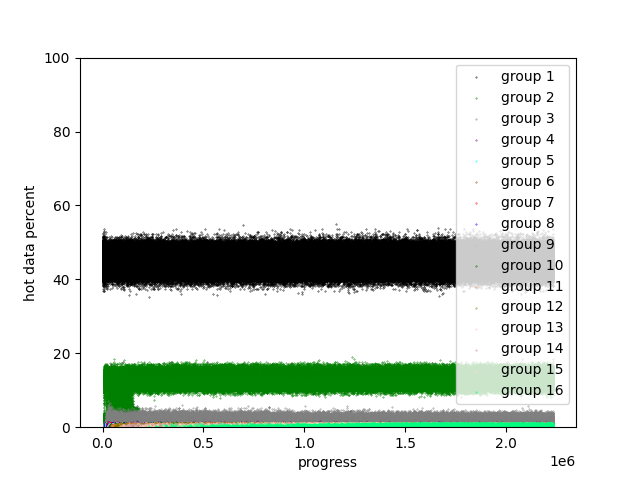 100
80
60
40
20
0
hot data percent
0.0
0.5
1.0
1.5
2.0
1e6
progress
group 1
group 2
group 3
group 4
group 5
group 6
group 7
group 8
group 9
group 10
group 11
group 12
group 13
group 14
group 15
group 16